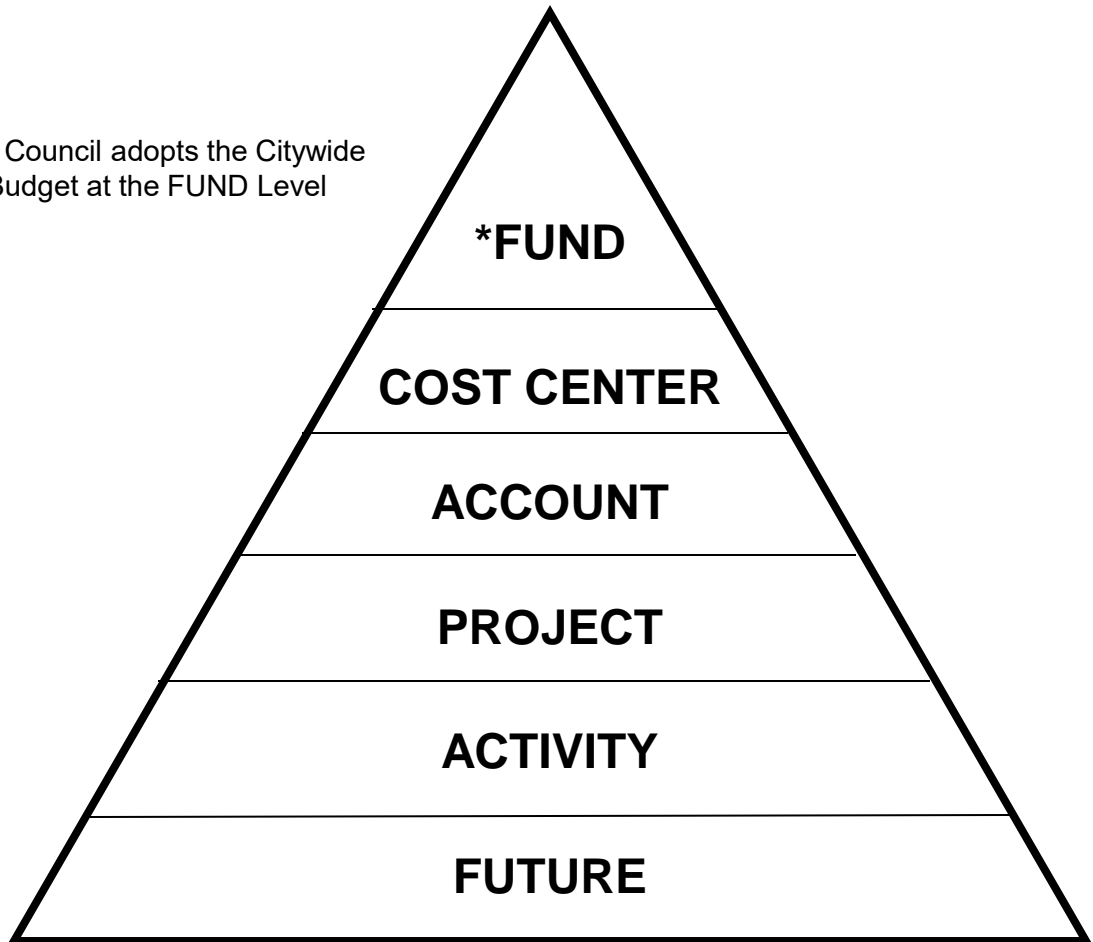 Council adopts the Citywide
Budget at the FUND Level
*FUND
COST CENTER
ACCOUNT
PROJECT
ACTIVITY
FUTURE